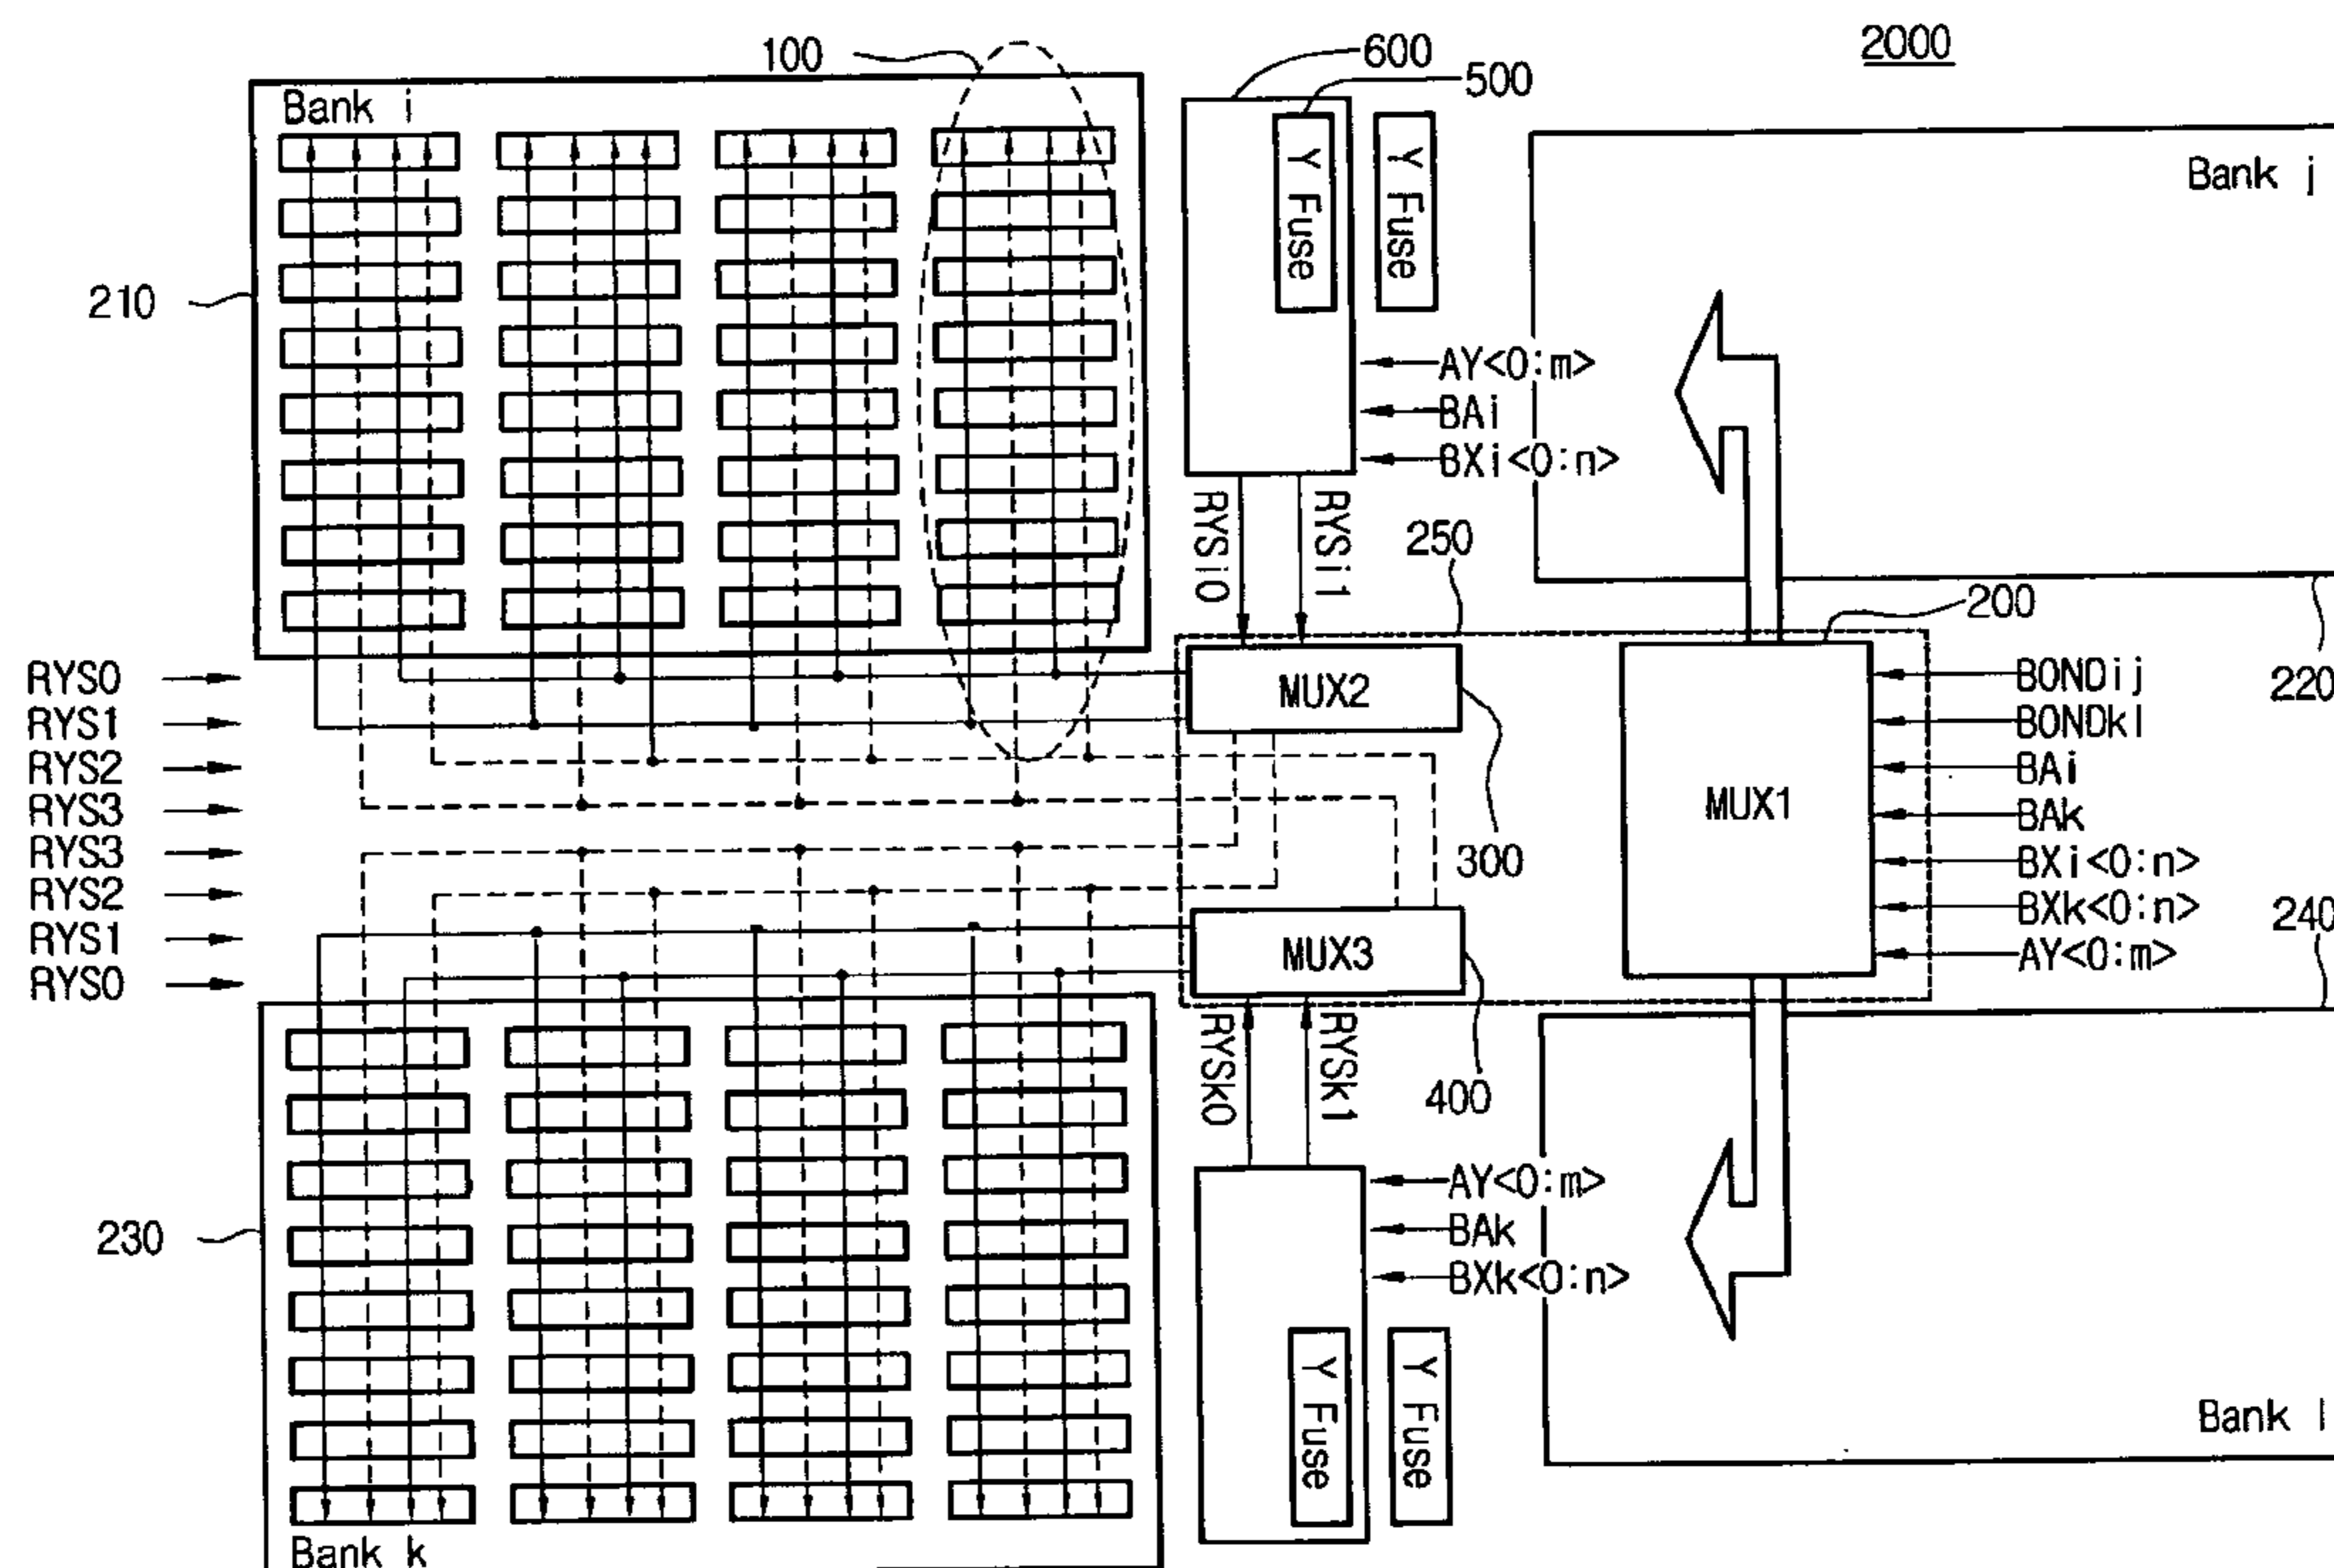 2000
100
600
500
Bank i
Y Fuse
Y Fuse
Bank j
210
AY<0:m>
BAi
BXi<0:n>
RYSi0
RYSi1
250
200
220
RYS0
RYS1
RYS2
RYS3
RYS3
RYS2
RYS1
RYS0
MUX2
300
MUX1
BONDij
BONDkl
BAi
BAk
BXi<0:n>
BXk<0:n>
AY<0:m>
240
MUX3
400
RYSk0
RYSk1
230
AY<0:m>
BAk
BXk<0:n>
Y Fuse
Y Fuse
Bank l
Bank k